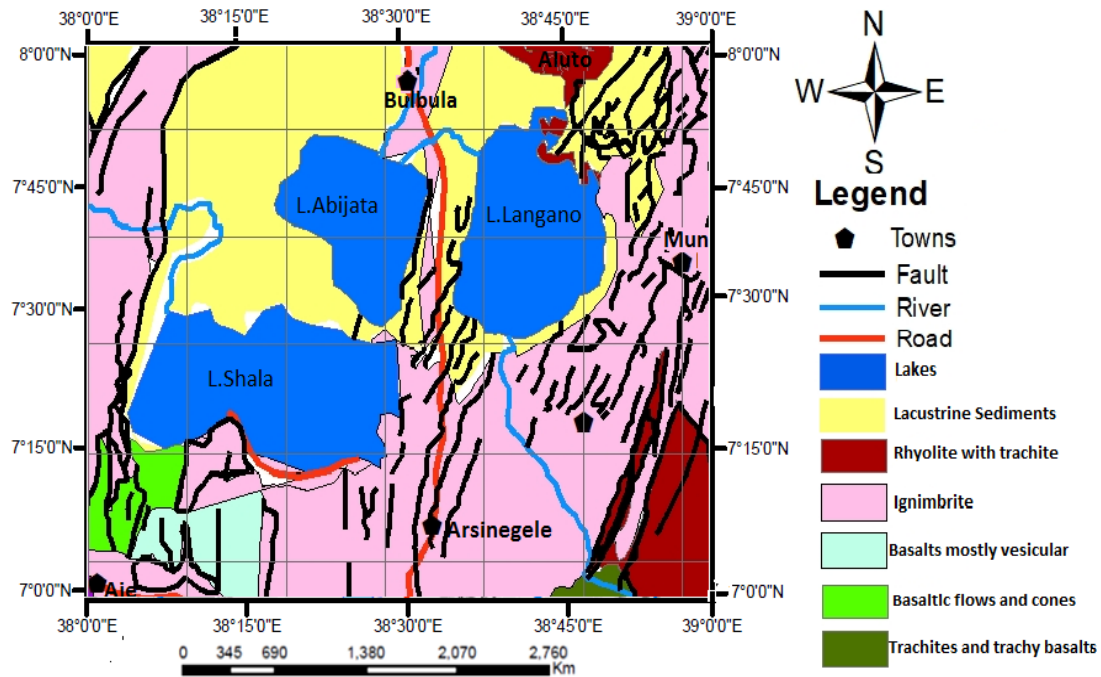 38°0'0"E 38°15'0"E 38°30'0"E 38°45'0"E 39°0'0"E
N
8°0'0"N 8°0'0"N
Aluto
Bulbula
W E
S
7°45'0"N 7°45'0"N
L.Abijata L.Langano
Mun
7°30'0"N 7°30'0"N
L.Shala
7°15'0"N 7°15'0"N
Arsinegele
7°0'0"N 7°0'0"N
Aje
38°0'0"E 38°15'0"E 38°30'0"E 38°45'0"E 39°0'0"E
0 345 690 1,380 2,070 2,760
Km
Legend
Towns
Fault
River
Road
Lakes
Lacustrine Sediments
Rhyolite with trachite
Ignimbrite
Basalts mostly vesicular
Basaltic flows and cones
Trachites and trachy basalts